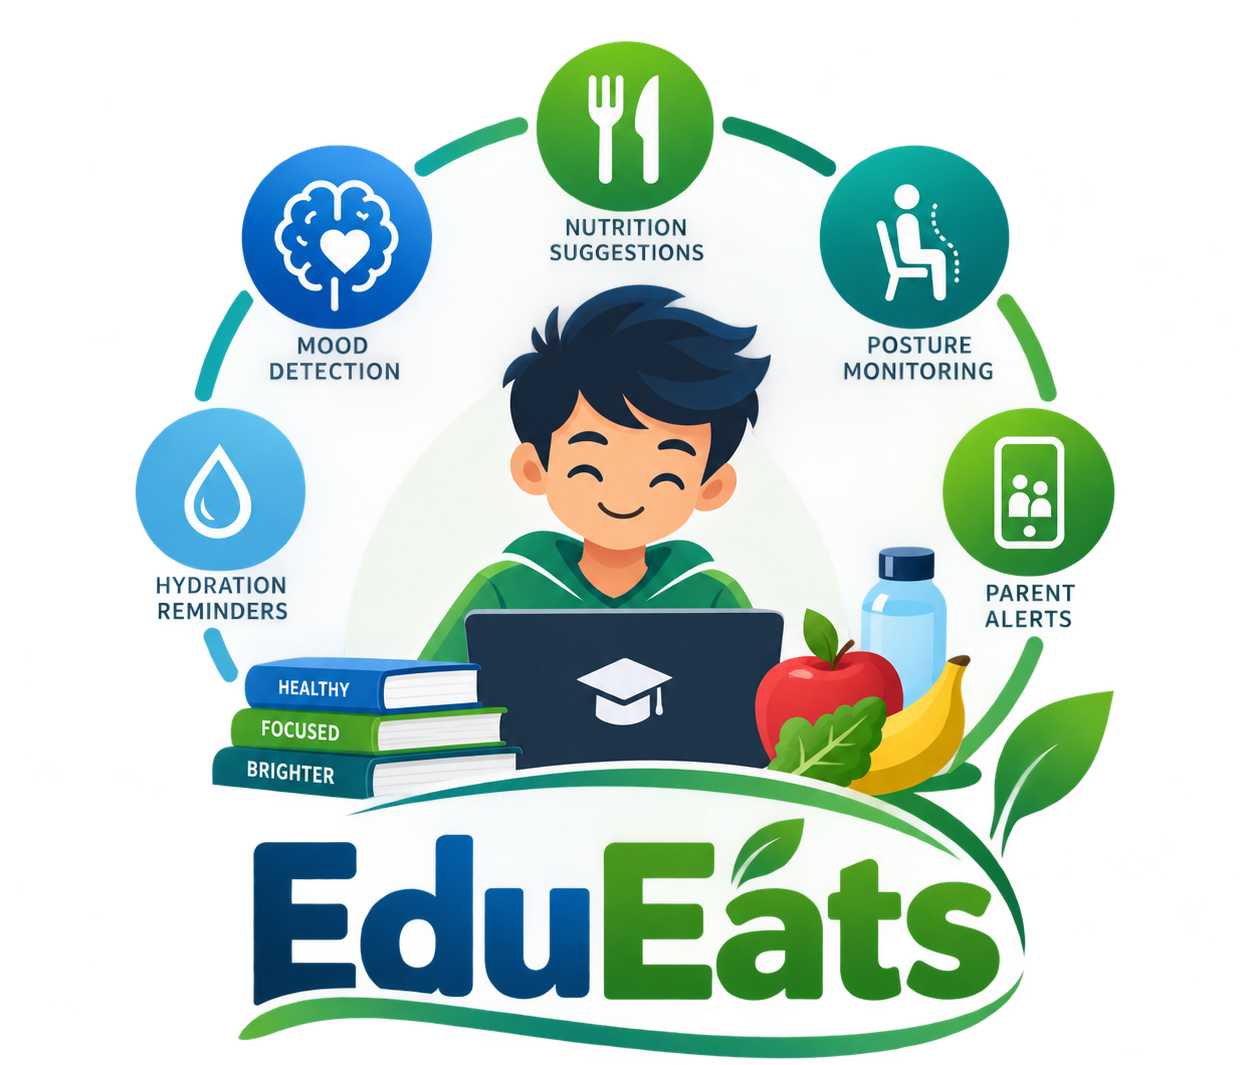 NUTRITION
SUGGESTIONS
MOOD
DETECTION
POSTURE
MONITORING
HYDRATION
REMINDERS
PARENT
ALERTS
HEALTHY
FOCUSED
BRIGHTER
EduEats